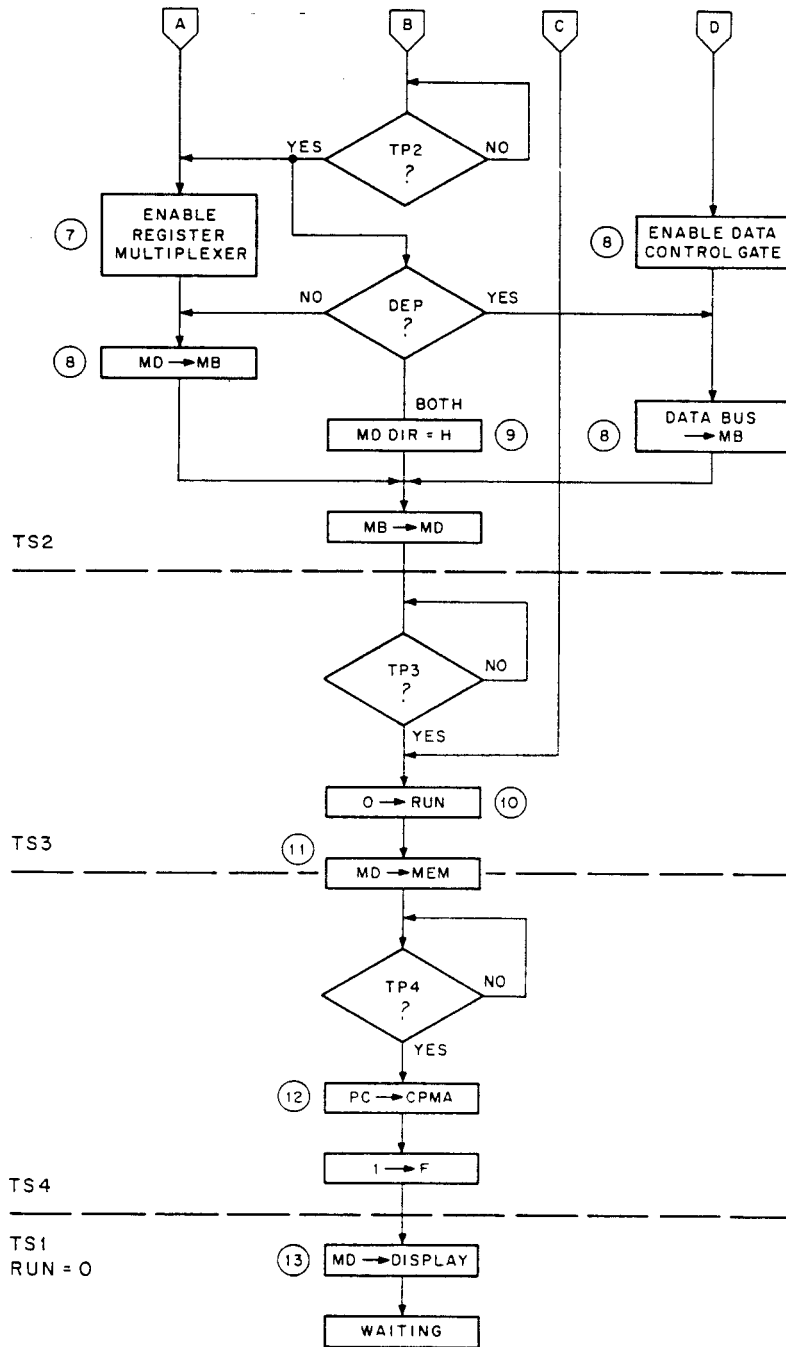 A
B
C
D
YES
TP2
?
NO
7
ENABLE
REGISTER
MULTIPLEXER
8
ENABLE DATA
CONTROL GATE
NO
DEP
?
YES
8
MD → MB
BOTH
MD DIR = H
9
8
DATA BUS
→ MB
MB → MD
TS2
TP3
?
NO
YES
0 → RUN
10
TS3
11
MD → MEM
TP4
?
NO
YES
12
PC → CPMA
1 → F
TS4
TS1
RUN = 0
13
MD → DISPLAY
WAITING